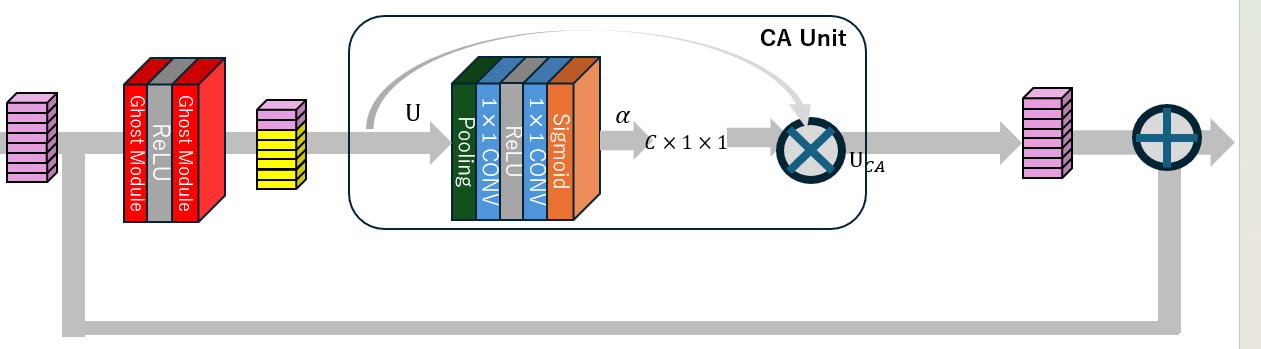 CA Unit
Ghost Module
ReLU
Ghost Module
U
Pooling
1×1 CONV
ReLU
1×1 CONV
Sigmoid
α
C × 1 × 1
U_CA